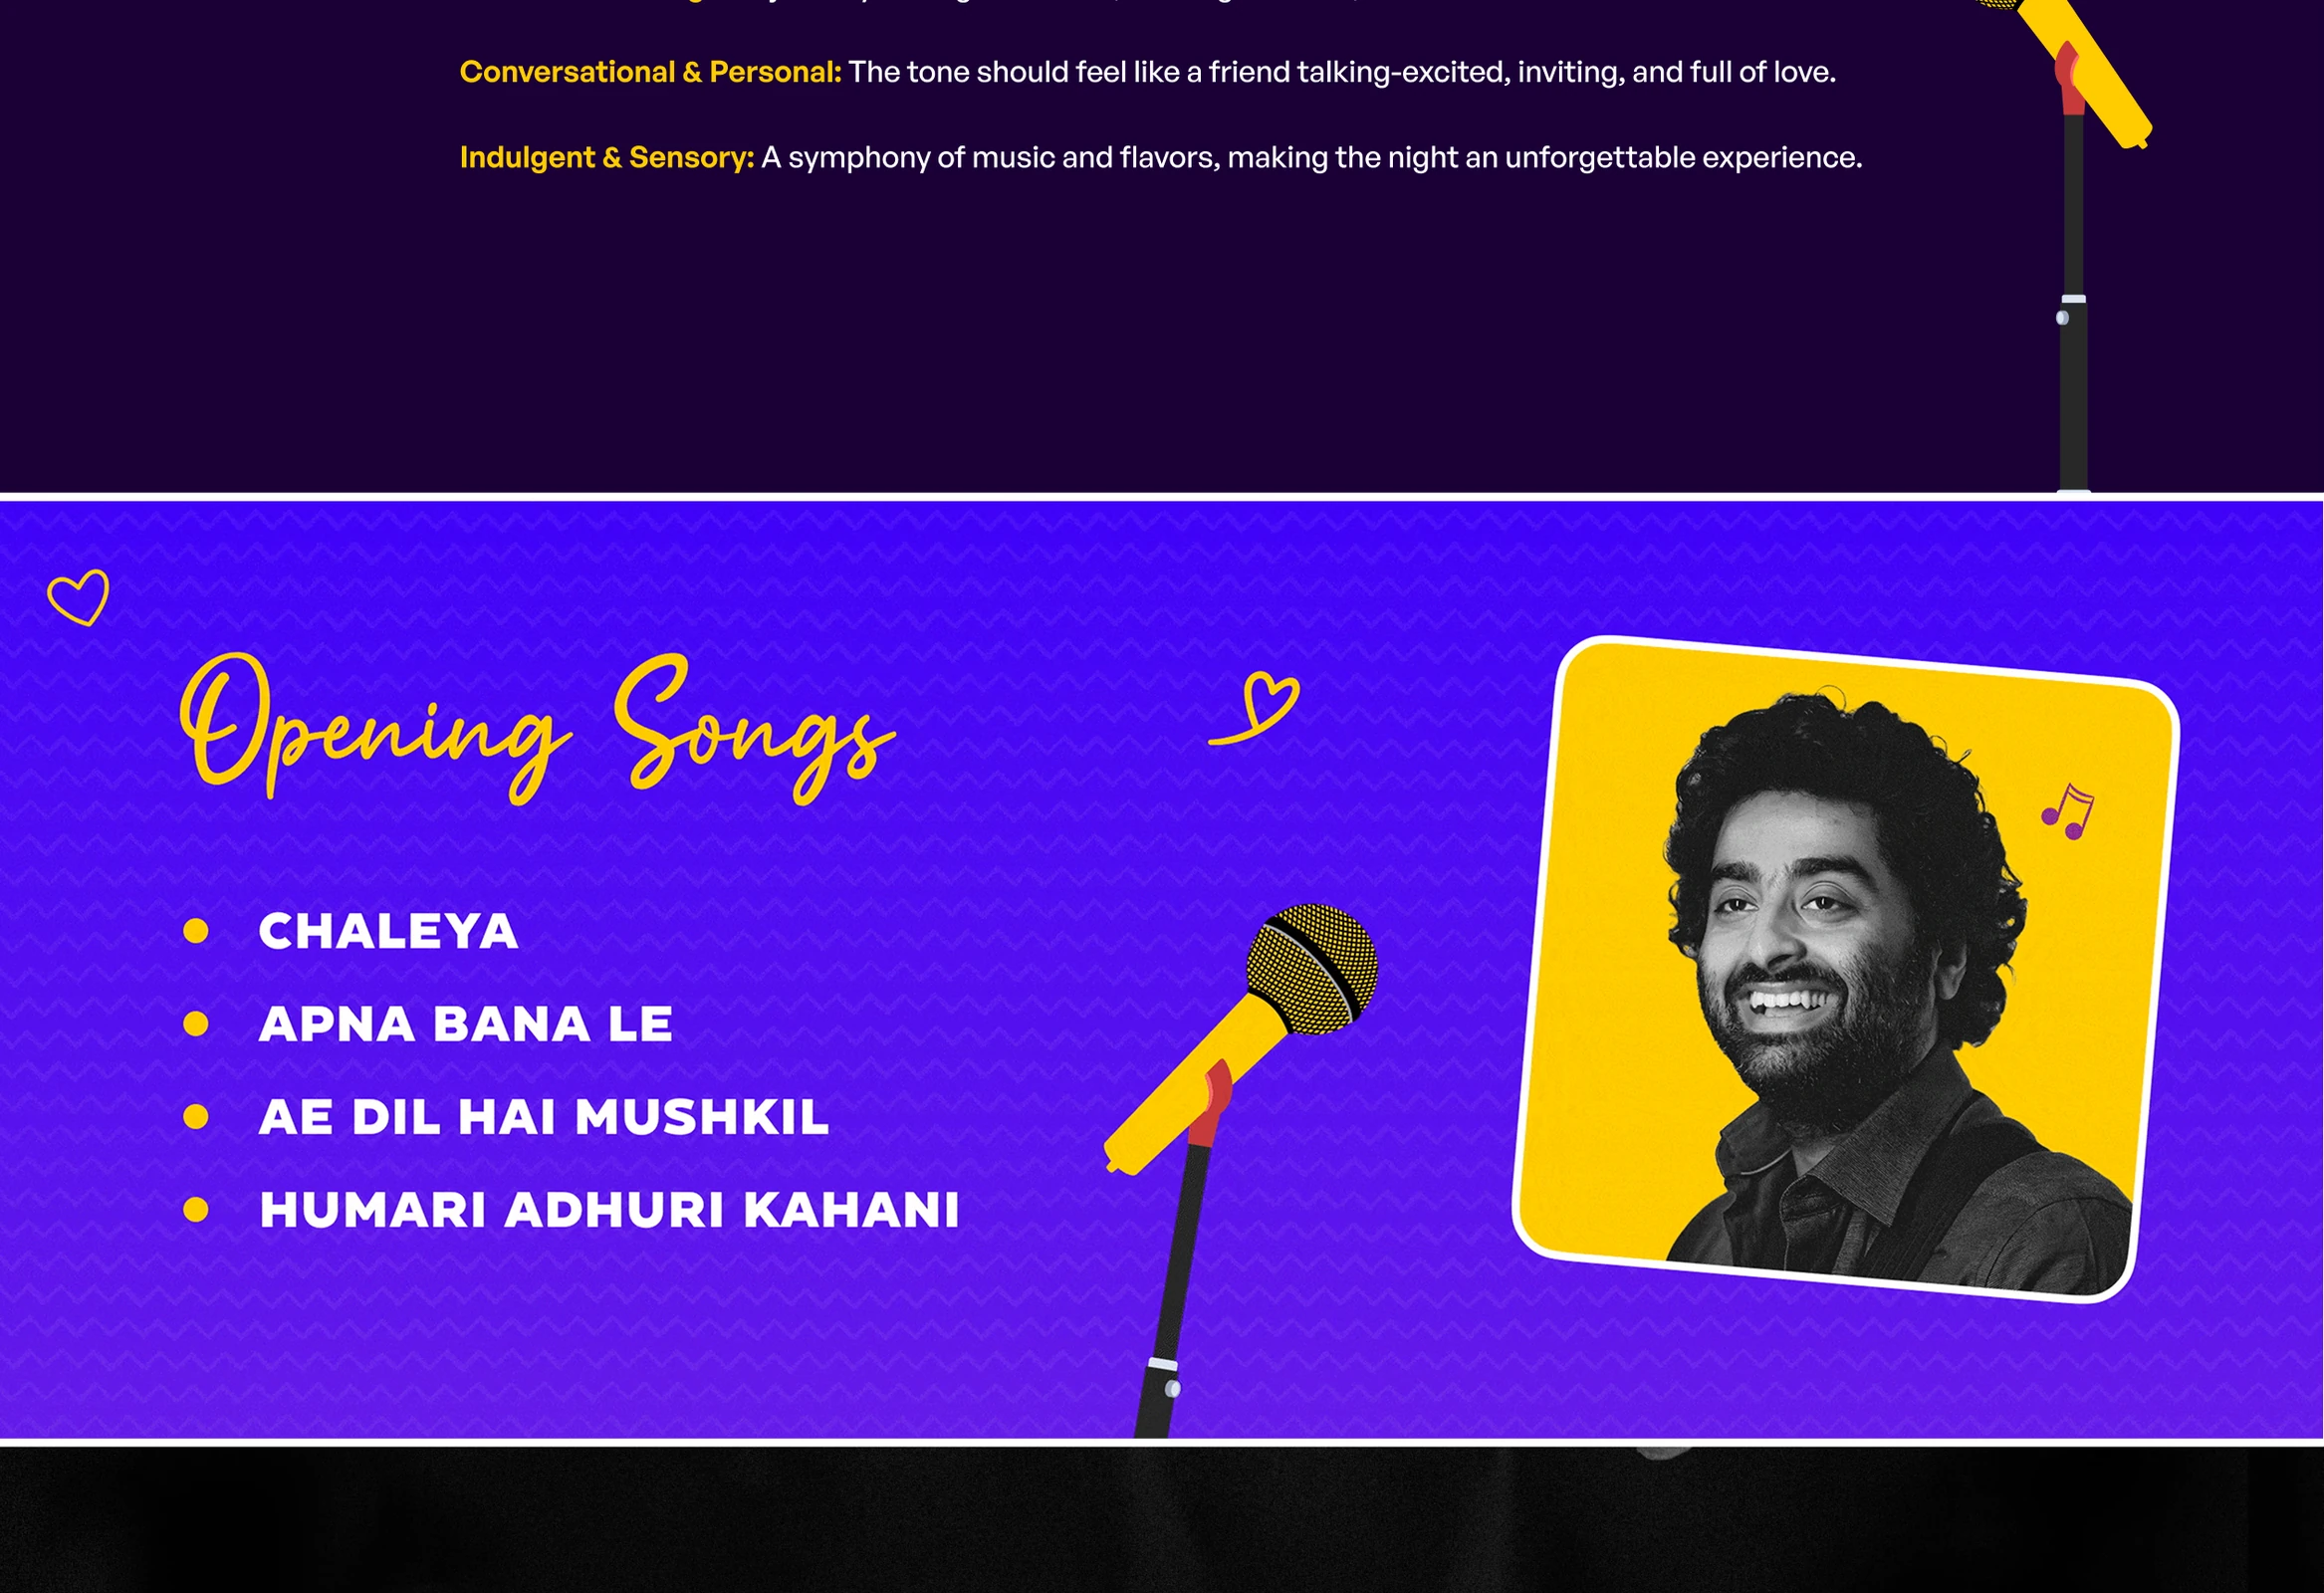 Conversational & Personal: The tone should feel like a friend talking-excited, inviting, and full of love.
Indulgent & Sensory: A symphony of music and flavors, making the night an unforgettable experience.
Opening Songs
CHALEYA
APNA BANA LE
AE DIL HAI MUSHKIL
HUMARI ADHURI KAHANI